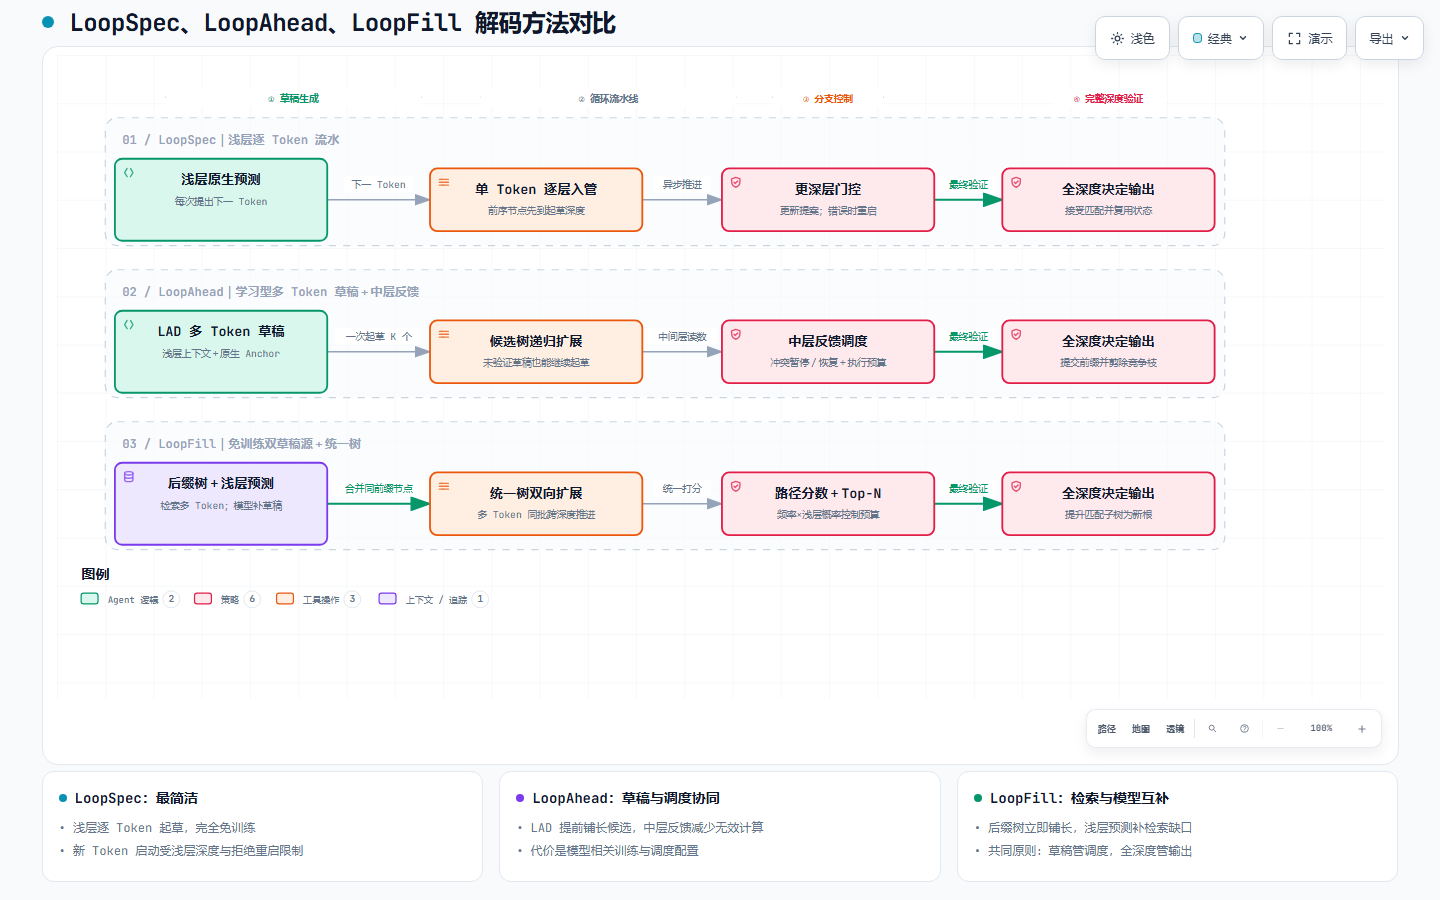 LoopSpec、LoopAhead、LoopFill 解码方法对比
浅色
经典
演示
导出
① 草稿生成
② 循环流水线
③ 分支控制
④ 完整深度验证
01 / LoopSpec｜浅层逐 Token 流水
浅层原生预测
每次提出下一 Token
下一 Token
单 Token 逐层入管
前序节点先到起草深度
异步推进
更深层门控
更新提案；错误时重启
最终验证
全深度决定输出
接受匹配并复用状态
02 / LoopAhead｜学习型多 Token 草稿＋中层反馈
LAD 多 Token 草稿
浅层上下文＋原生 Anchor
一次起草 K 个
候选树递归扩展
未验证草稿也能继续起草
中间层读数
中层反馈调度
冲突暂停 / 恢复＋执行预算
最终验证
全深度决定输出
提交前缀并剪除竞争枝
03 / LoopFill｜免训练双草稿源＋统一树
后缀树＋浅层预测
检索多 Token；模型补草稿
合并同前缀节点
统一树双向扩展
多 Token 同批跨深度推进
统一打分
路径分数＋Top-N
频率×浅层概率控制预算
最终验证
全深度决定输出
提升匹配子树为新根
图例
Agent 逻辑 2
策略 6
工具操作 3
上下文 / 追踪 1
路径
地图
透镜
100%
LoopSpec：最简洁
• 浅层逐 Token 起草，完全免训练
• 新 Token 启动受浅层深度与拒绝重启限制
LoopAhead：草稿与调度协同
• LAD 提前铺长候选，中层反馈减少无效计算
• 代价是模型相关训练与调度配置
LoopFill：检索与模型互补
• 后缀树立即铺长，浅层预测补检索缺口
• 共同原则：草稿管调度，全深度管输出